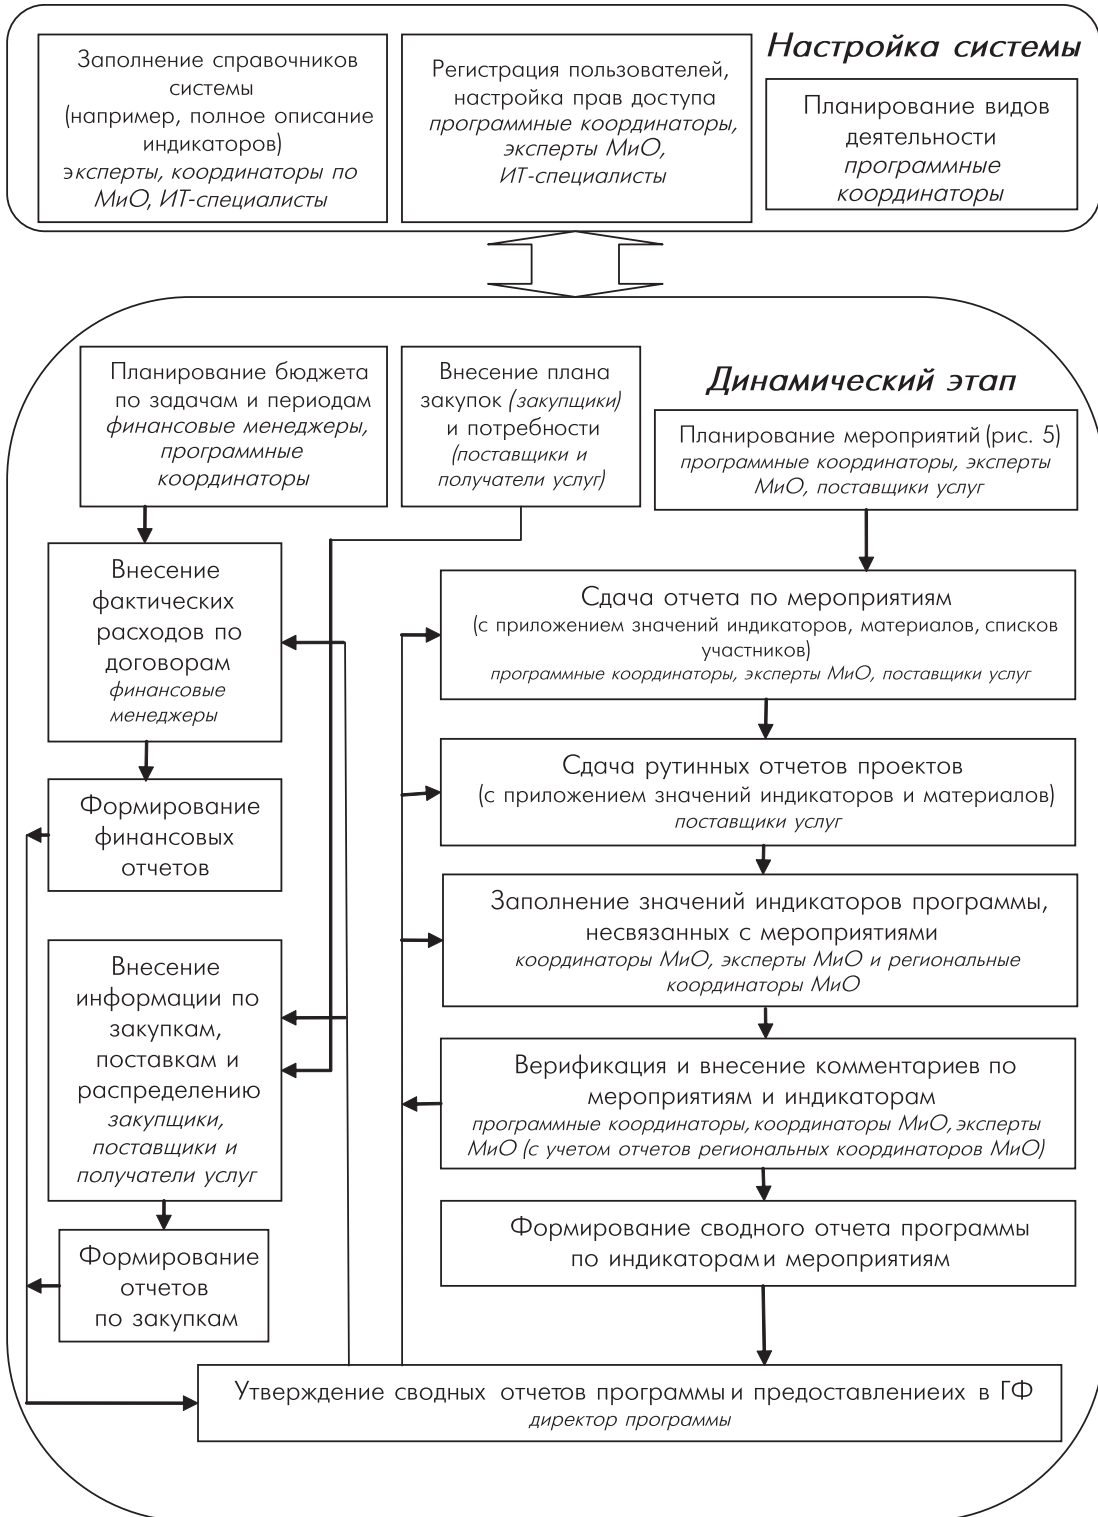 Настройка системы
Заполнение справочников
системы
(например, полное описание
индикаторов)
эксперты, координаторы по
МиО, ИТ-специалисты
Регистрация пользователей,
настройка прав доступа
программные координаторы,
эксперты МиО,
ИТ-специалисты
Планирование видов
деятельности
программные
координаторы
Динамический этап
Планирование бюджета
по задачам и периодам
финансовые менеджеры,
программные
координаторы
Внесение плана
закупок (закупщики)
и потребности
(поставщики и
получатели услуг)
Планирование мероприятий (рис. 5)
программные координаторы, эксперты
МиО, поставщики услуг
Внесение
фактических
расходов по
договорам
финансовые
менеджеры
Формирование
финансовых
отчетов
Внесение
информации по
закупкам,
поставкам и
распределению
закупщики,
поставщики и
получатели услуг
Формирование
отчетов
по закупкам
Сдача отчета по мероприятиям
(с приложением значений индикаторов, материалов, списков
участников)
программные координаторы, эксперты МиО, поставщики услуг
Сдача рутинных отчетов проектов
(с приложением значений индикаторов и материалов)
поставщики услуг
Заполнение значений индикаторов программы,
несвязанных с мероприятиями
координаторы МиО, эксперты МиО и региональные
координаторы МиО
Верификация и внесение комментариев по
мероприятиям и индикаторам
программные координаторы, координаторы МиО, эксперты
МиО (с учетом отчетов региональных координаторов МиО)
Формирование сводного отчета программы
по индикаторам и мероприятиям
Утверждение сводных отчетов программы и предоставлениеих в ГФ
директор программы